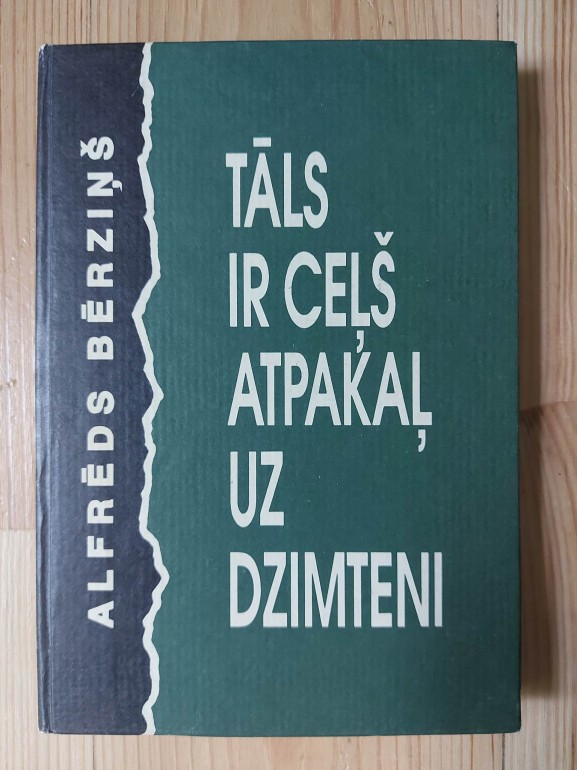 ALFRĒDS BĒRZIŅŠ
TĀLS
IR CEĻŠ
ATPAKAĻ
UZ
DZIMTENI